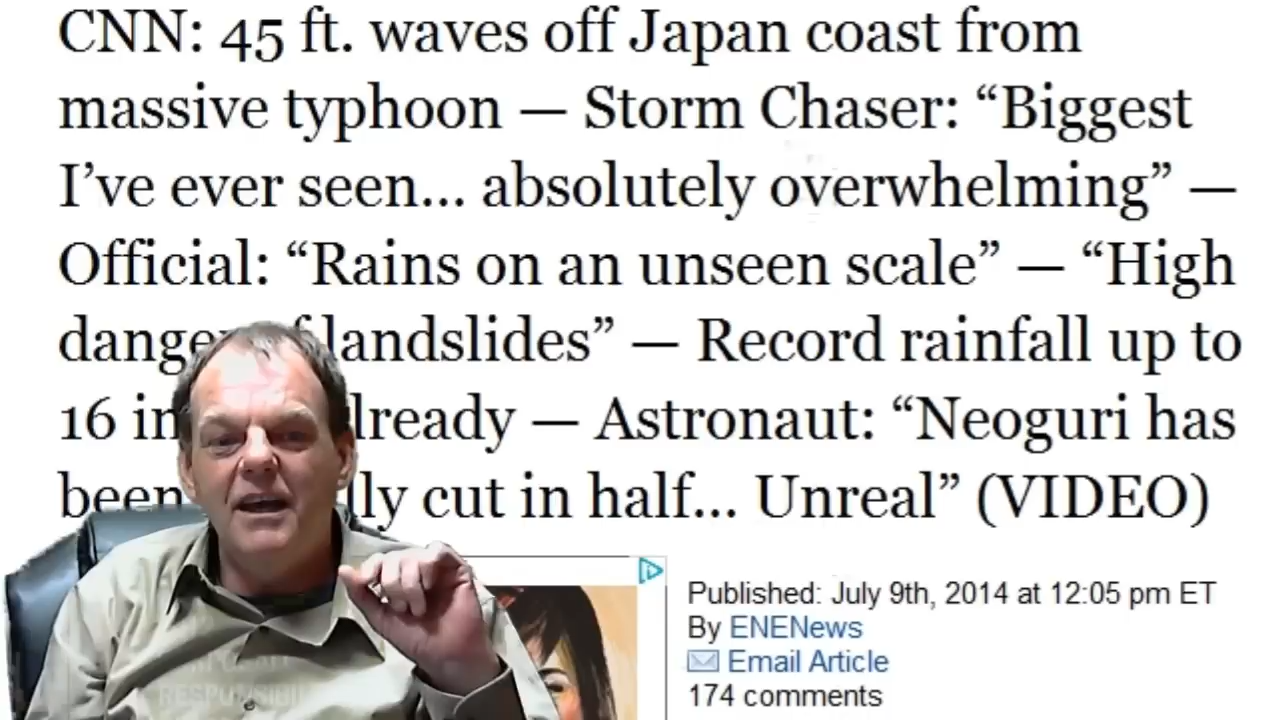 CNN: 45 ft. waves off Japan coast from
massive typhoon — Storm Chaser: “Biggest
I’ve ever seen... absolutely overwhelming” —
Official: “Rains on an unseen scale” — “High
landslides” — Record rainfall up to
16 — Astronaut: “Neoguri has
been cut in half... Unreal” (VIDEO)
Published: July 9th, 2014 at 12:05 pm ET
By ENENews
Email Article
174 comments